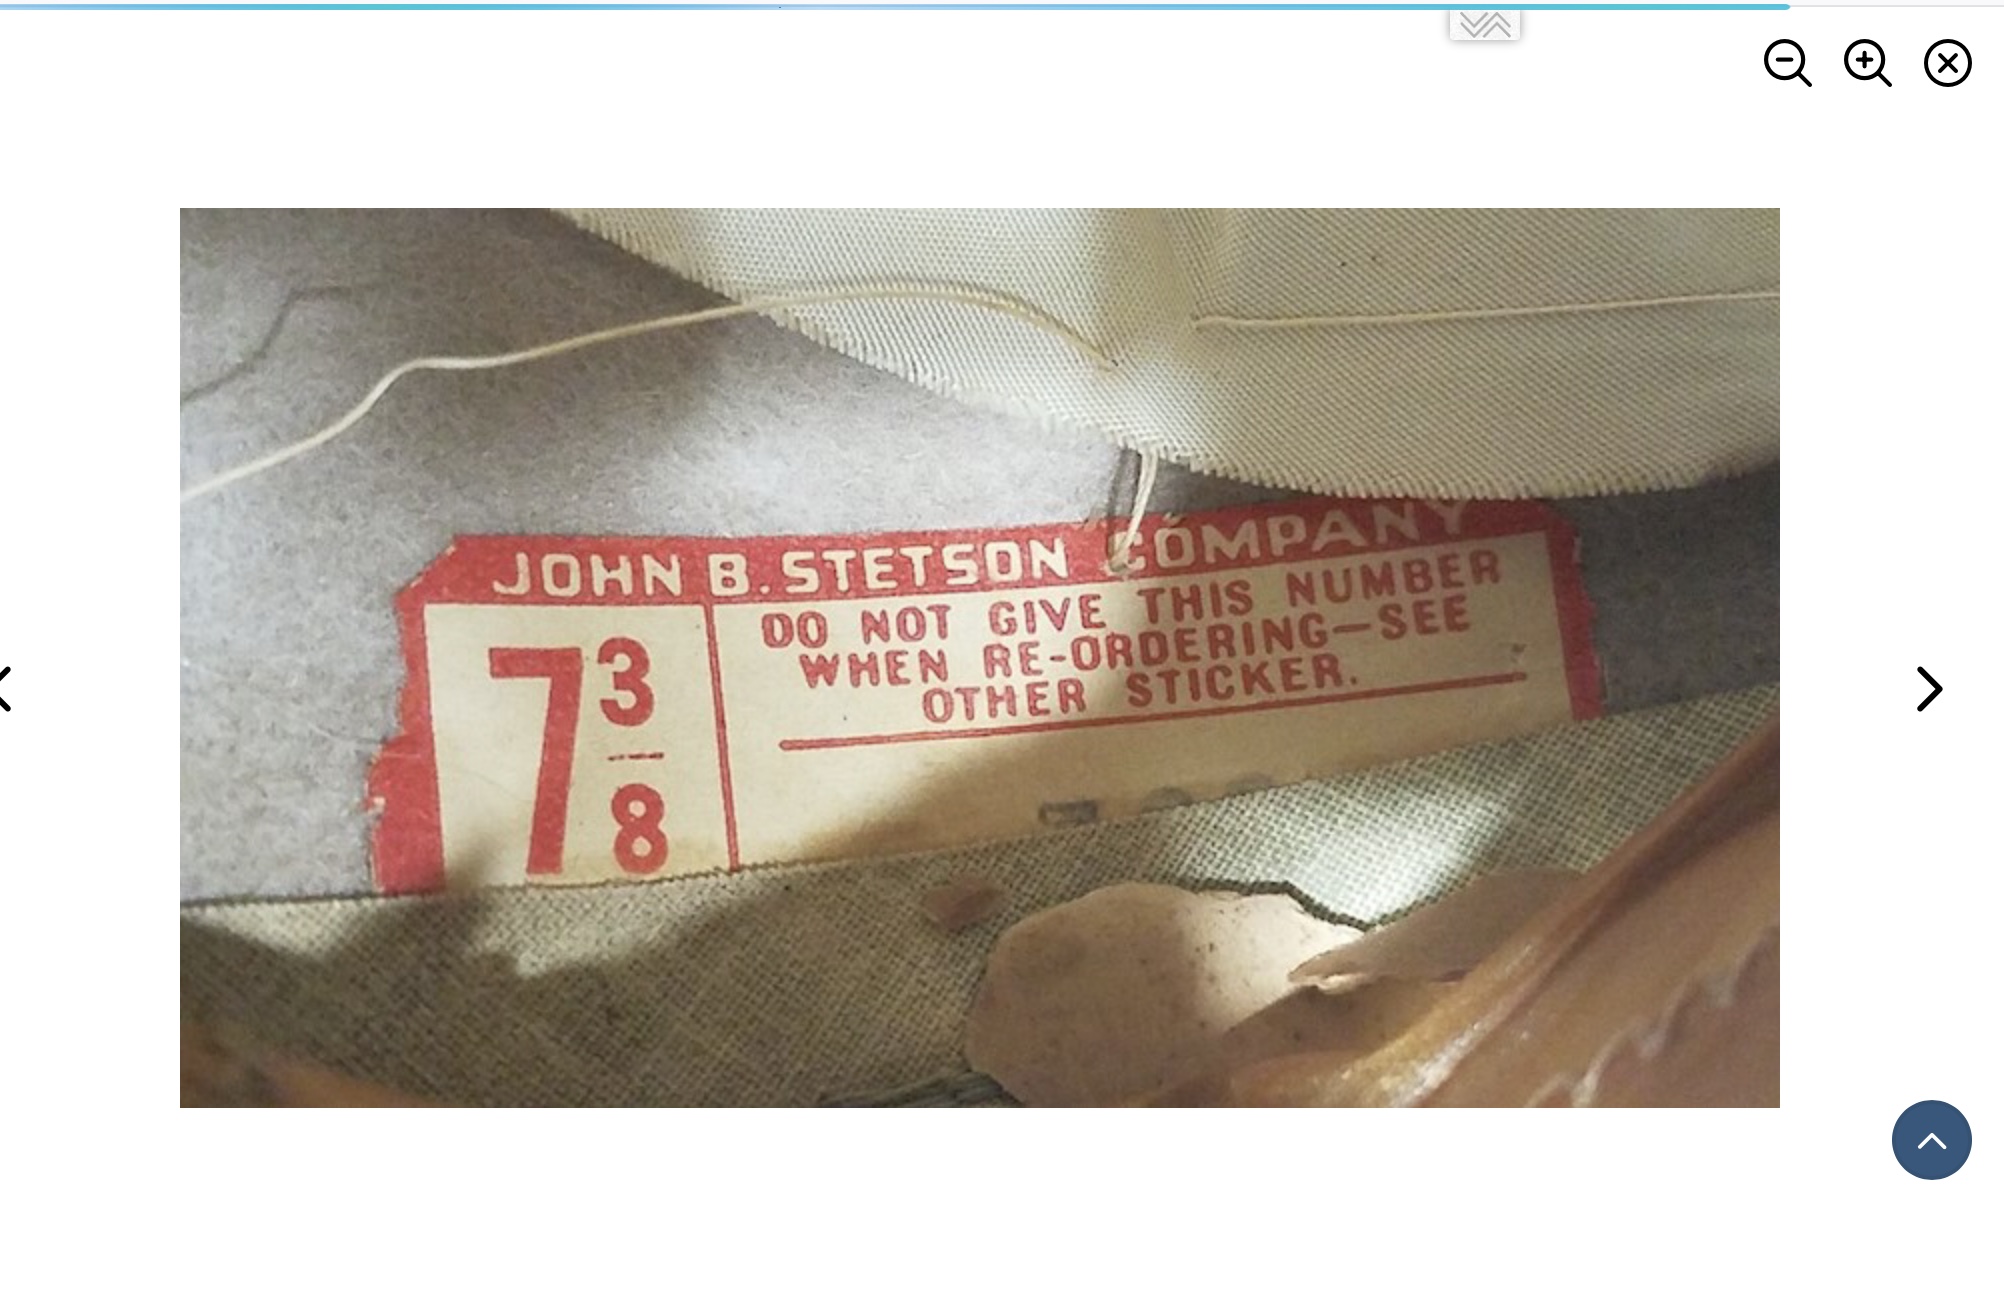 JOHN B. STETSON COMPANY
7 3/8
DO NOT GIVE THIS NUMBER
WHEN RE-ORDERING—SEE
OTHER STICKER.